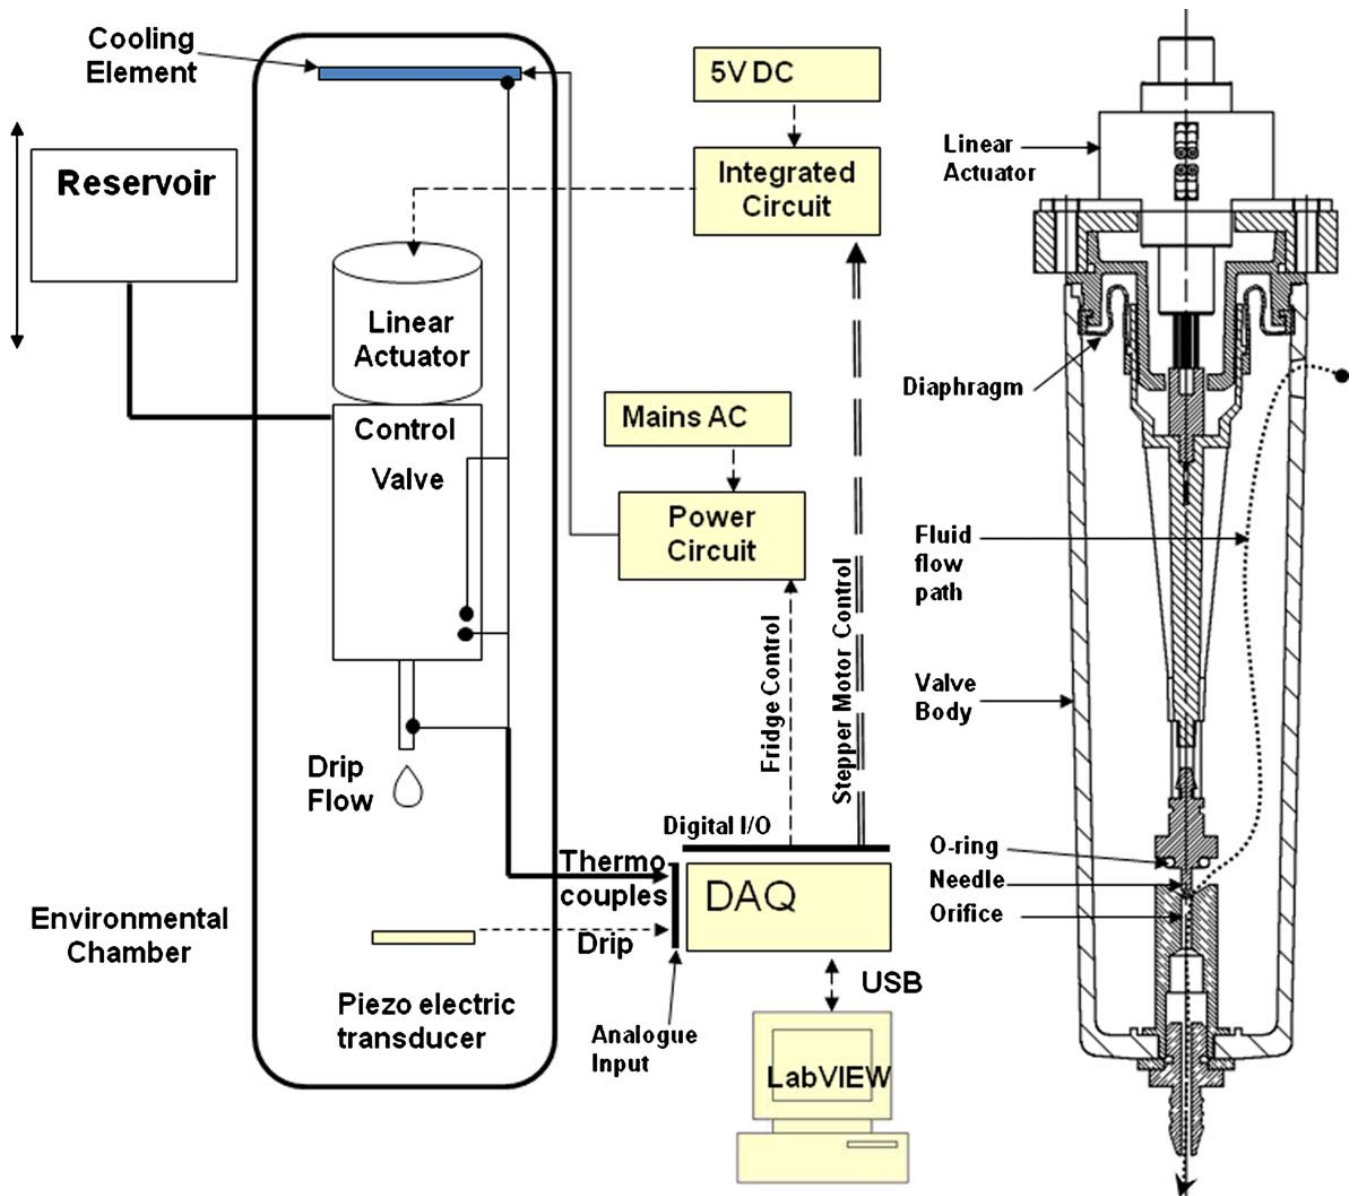 Cooling
Element
Reservoir
Linear
Actuator
Control
Valve
Drip
Flow
Environmental
Chamber
Piezo electric
transducer
5V DC
Integrated
Circuit
Mains AC
Power
Circuit
Fridge Control
Stepper Motor Control
Digital I/O
Thermo
couples
DAQ
Drip
Analogue
Input
USB
LabVIEW
Linear
Actuator
Diaphragm
Fluid
flow
path
Valve
Body
O-ring
Needle
Orifice